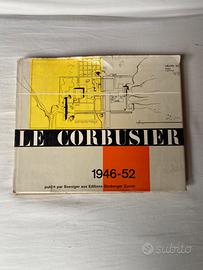 LE CORBUSIER
1946-52
publié par Boesiger aux Editions Girsberger Zurich
subito